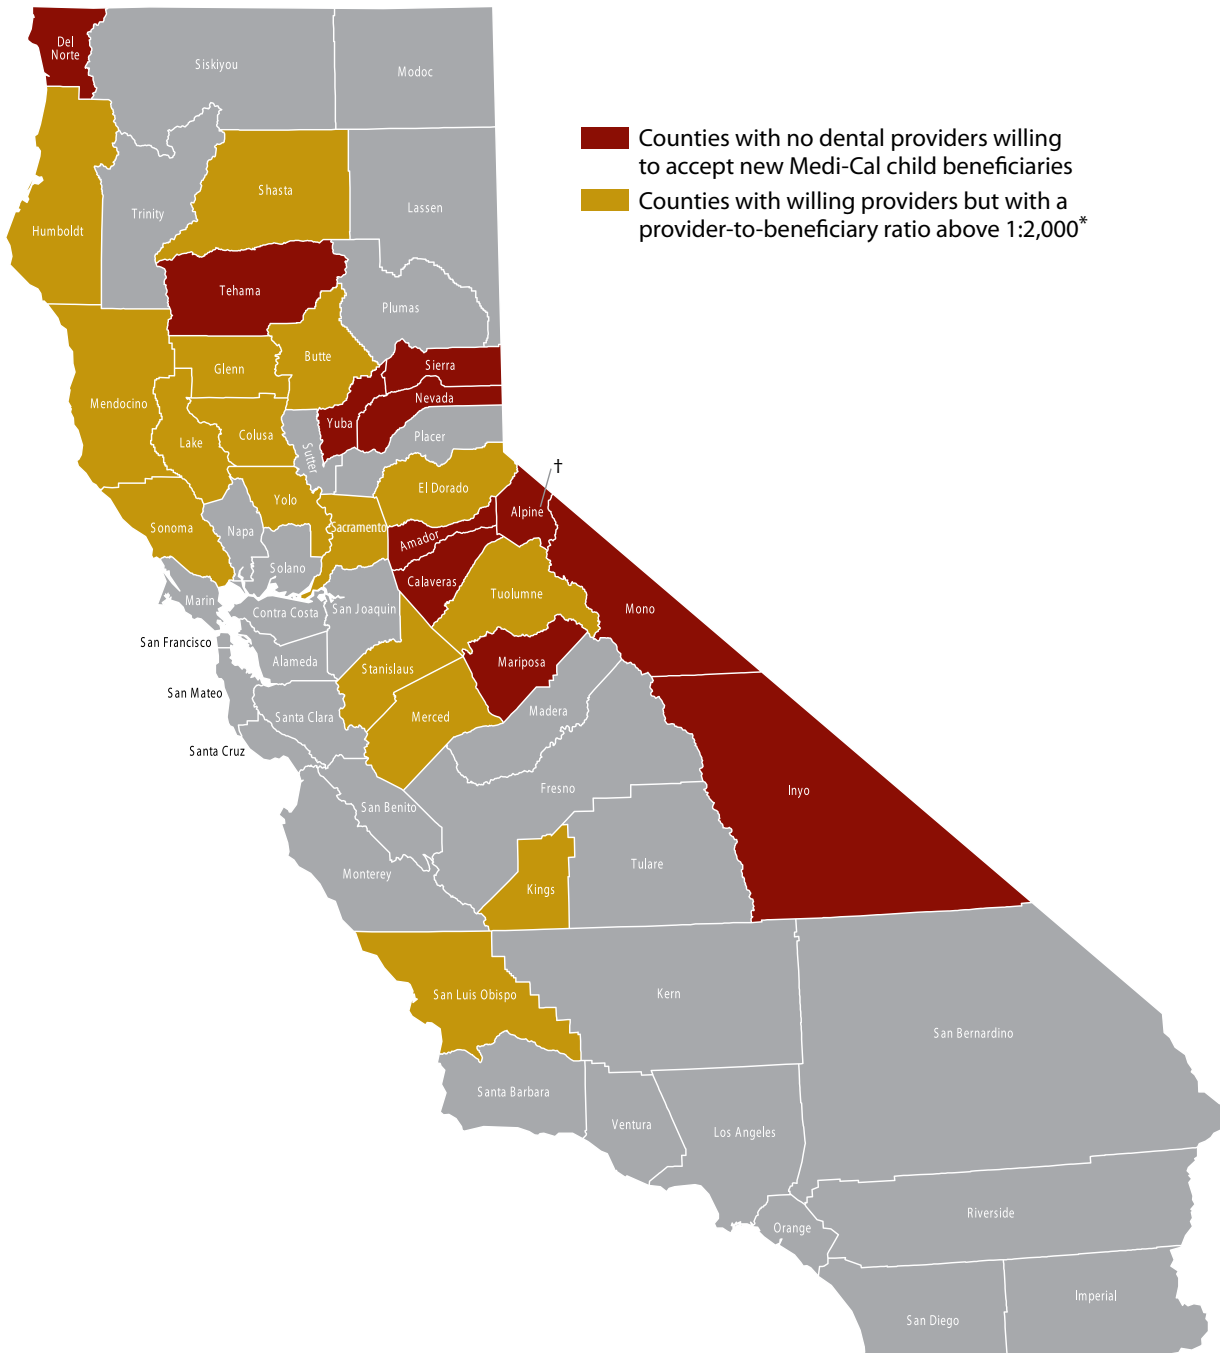 Del
Norte
Siskiyou
Modoc
Counties with no dental providers willing
to accept new Medi-Cal child beneficiaries
Counties with willing providers but with a
provider-to-beneficiary ratio above 1:2,000*
Shasta
Trinity
Lassen
Humboldt
Tehama
Plumas
Butte
Sierra
Glenn
Nevada
Mendocino
Yuba
Colusa
Placer
Lake
Sutter
†
El Dorado
Yolo
Alpine
Sonoma
Napa
Sacramento
Amador
Solano
Calaveras
Tuolumne
Marin
Contra Costa
San Joaquin
Mono
San Francisco
Alameda
Stanislaus
Mariposa
San Mateo
Santa Clara
Merced
Madera
Santa Cruz
Fresno
Inyo
San Benito
Tulare
Monterey
Kings
San Luis Obispo
Kern
San Bernardino
Santa Barbara
Ventura
Los Angeles
Riverside
Orange
Imperial
San Diego